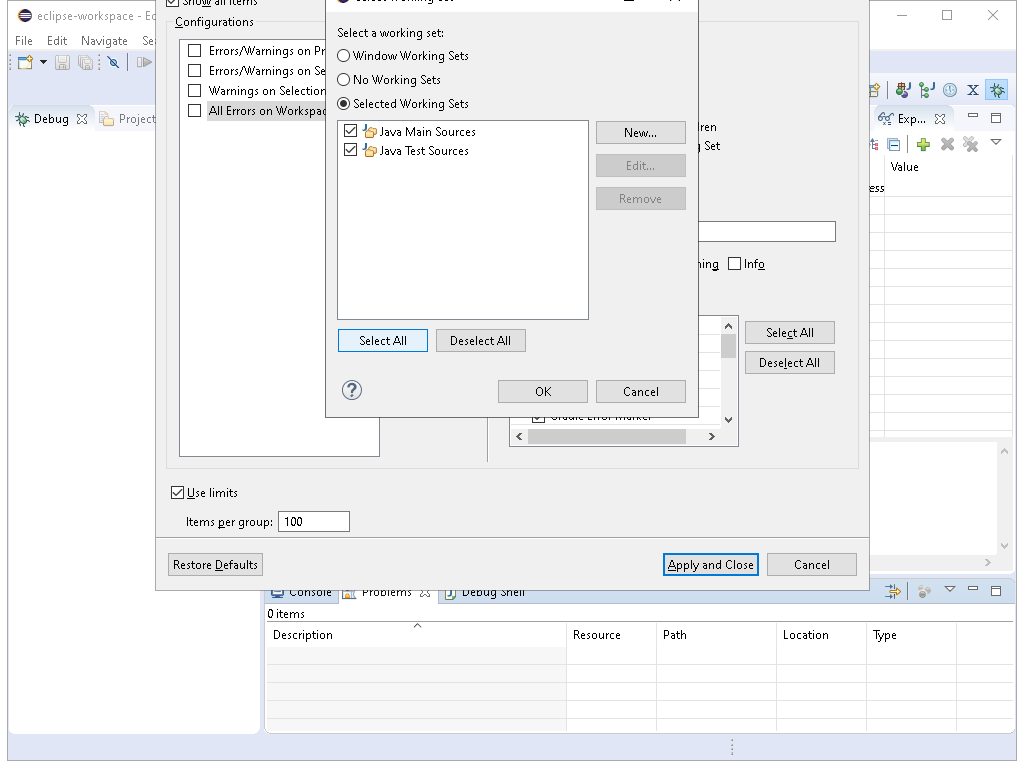 eclipse-workspace - Ec
File Edit Navigate Se
Debug
Project
Show all items
Configurations
Errors/Warnings on Pr
Errors/Warnings on Se
Warnings on Selection
All Errors on Workspac
Select a working set:
Window Working Sets
No Working Sets
Selected Working Sets
Java Main Sources
Java Test Sources
New...
Edit...
Remove
Select All
Deselect All
OK
Cancel
Set
Info
Select All
Deselect All
Gradle Error Marker
Use limits
Items per group: 100
Restore Defaults
Apply and Close
Cancel
Exp...
Value
Console
Problems
Debug Shell
0 items
Description Resource Path Location Type